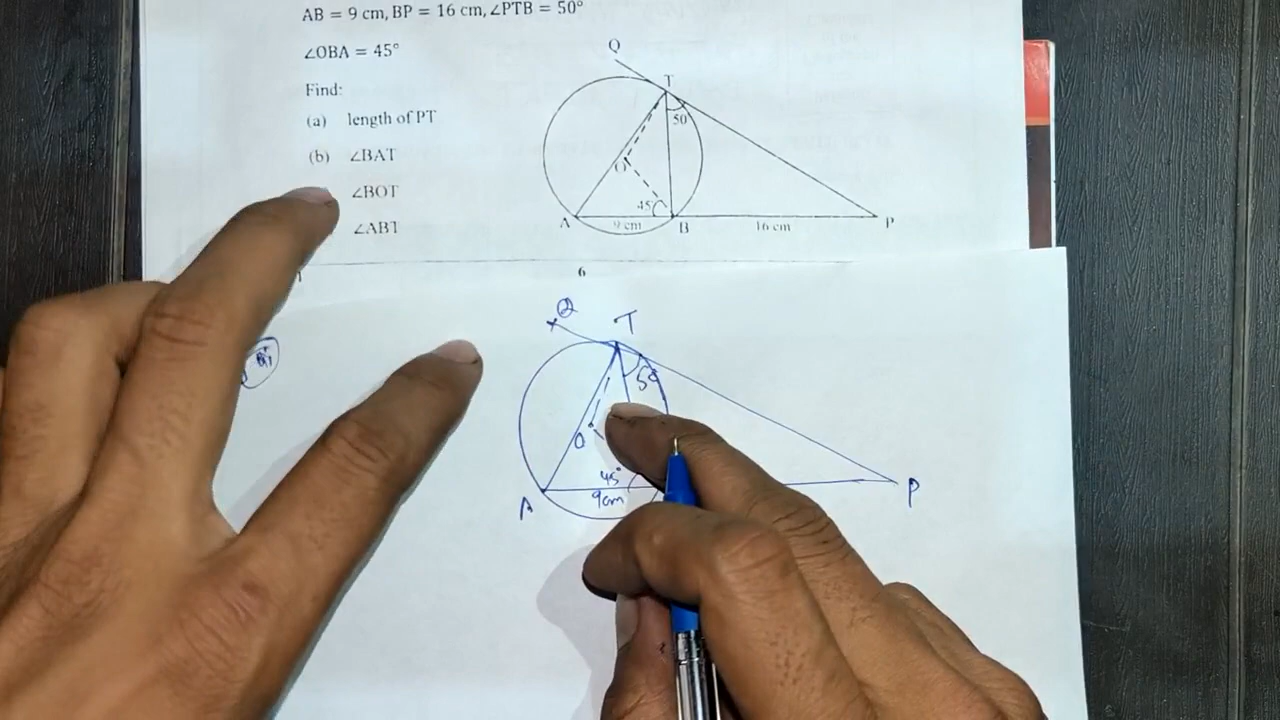 AB = 9 cm, BP = 16 cm, ∠PTB = 50°
∠OBA = 45°
Find:
(a) length of PT
(b) ∠BAT
∠BOT
∠ABT
Q
T
50
O
45°
A
9 cm
B
16 cm
P
6
Q
T
50
O
45°
9cm
A
P